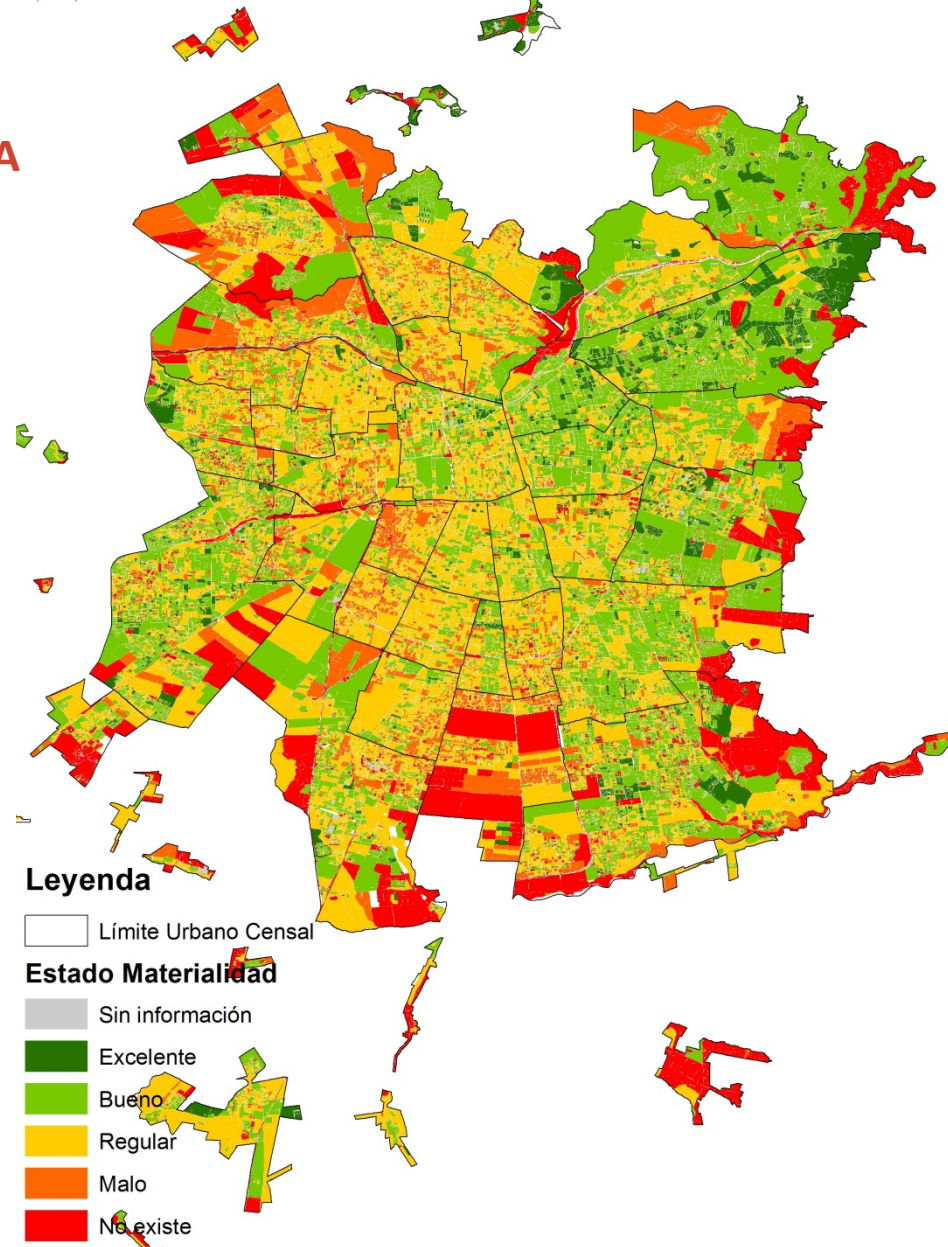 A
Leyenda
Límite Urbano Censal
Estado Materialidad
Sin información
Excelente
Bueno
Regular
Malo
No existe